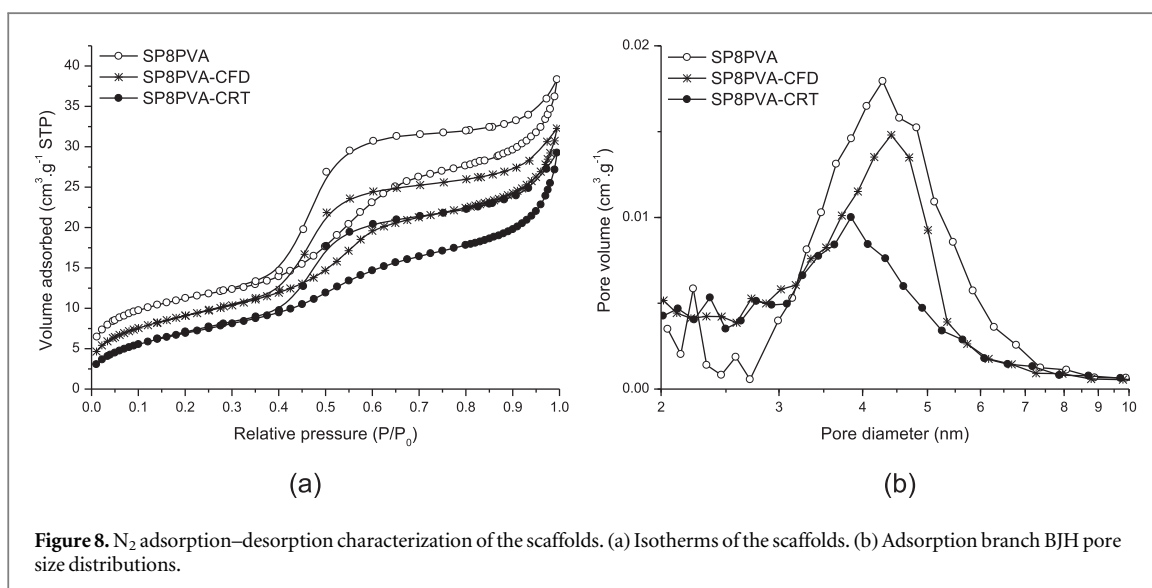 SP8PVA
SP8PVA-CFD
SP8PVA-CRT
Volume adsorbed (cm³.g⁻¹ STP)
40
35
30
25
20
15
10
5
0
0.0 0.1 0.2 0.3 0.4 0.5 0.6 0.7 0.8 0.9 1.0
Relative pressure (P/P₀)
(a)
SP8PVA
SP8PVA-CFD
SP8PVA-CRT
Pore volume (cm³.g⁻¹)
0.02
0.01
0.00
2 3 4 5 6 7 8 9 10
Pore diameter (nm)
(b)
Figure 8. N₂ adsorption–desorption characterization of the scaffolds. (a) Isotherms of the scaffolds. (b) Adsorption branch BJH pore
size distributions.